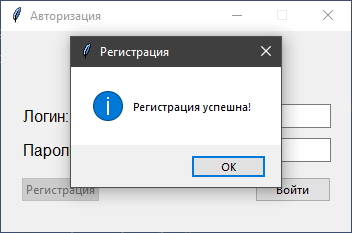 Авторизация
Регистрация
Регистрация успешна!
OK
Логин:
Парол
Регистрация
Войти